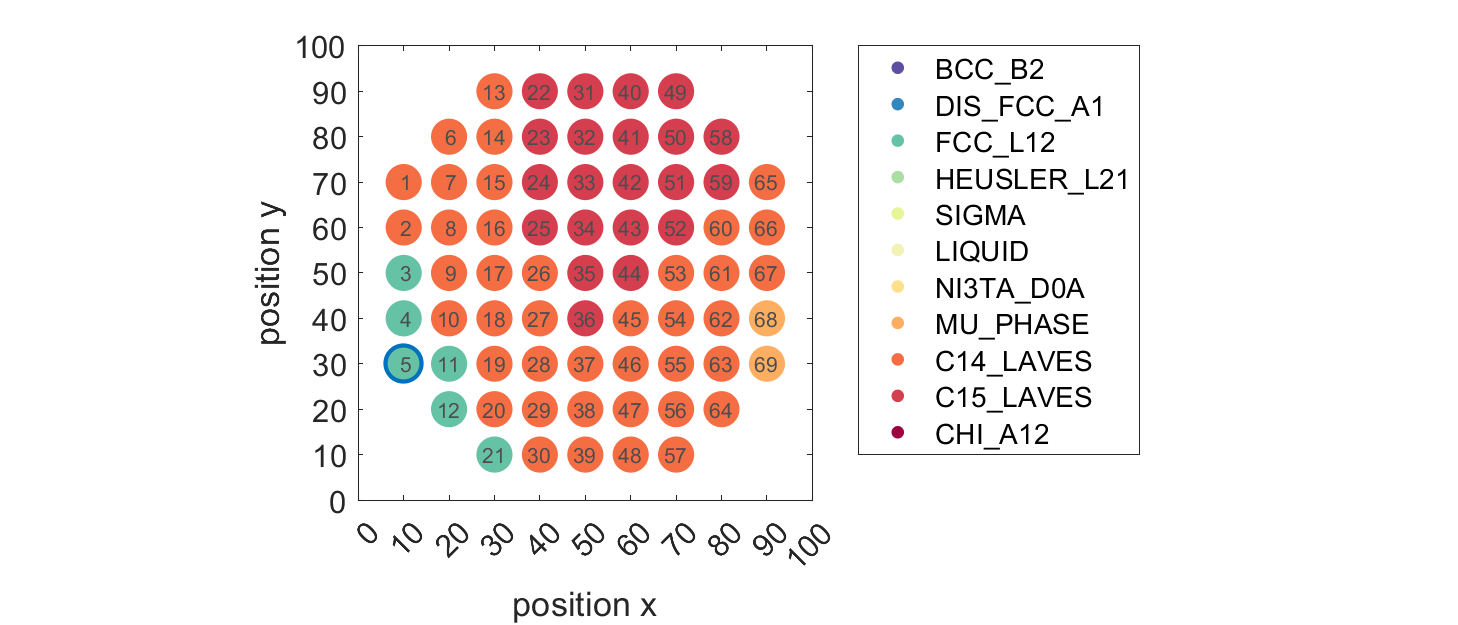 100
90 13 22 31 40 49
80 6 14 23 32 41 50 58
70 1 7 15 24 33 42 51 59 65
60 2 8 16 25 34 43 52 60 66
50 3 9 17 26 35 44 53 61 67
40 4 10 18 27 36 45 54 62 68
30 5 11 19 28 37 46 55 63 69
20 12 20 29 38 47 56 64
10 21 30 39 48 57
0
position y
0 10 20 30 40 50 60 70 80 90 100
position x
BCC_B2
DIS_FCC_A1
FCC_L12
HEUSLER_L21
SIGMA
LIQUID
NI3TA_D0A
MU_PHASE
C14_LAVES
C15_LAVES
CHI_A12